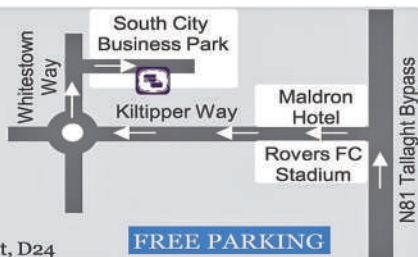 South City
Business Park
Whitestown
Way
Kiltipper Way
Maldron
Hotel
Rovers FC
Stadium
N81 Tallaght Bypass
t, D24
FREE PARKING